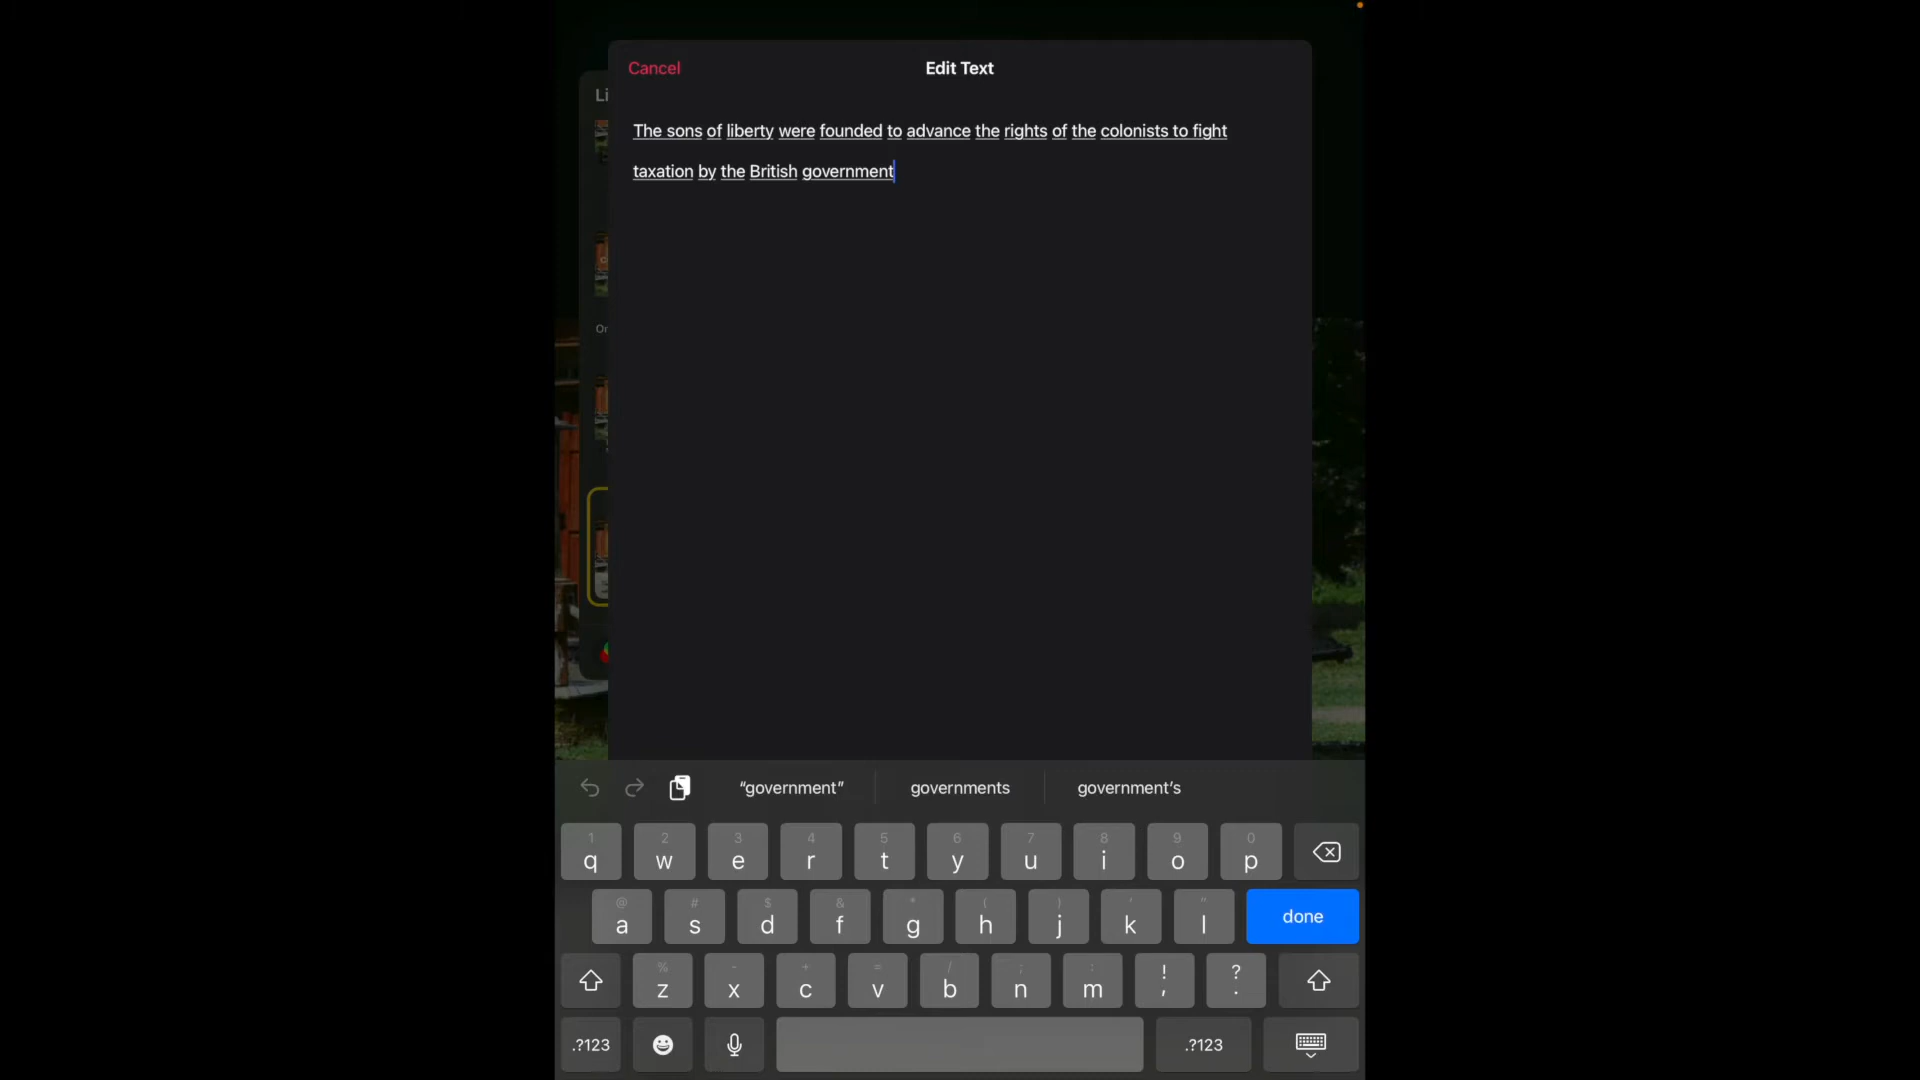 Cancel
Edit Text
Li
The sons of liberty were founded to advance the rights of the colonists to fight
taxation by the British government
Or
“government”
governments
government’s
1 2 3 4 5 6 7 8 9 0
q w e r t y u i o p
@ # $ & * ( ) ' "
a s d f g h j k l done
% - + = / ; : ! ?
z x c v b n m , .
.?123 .?123